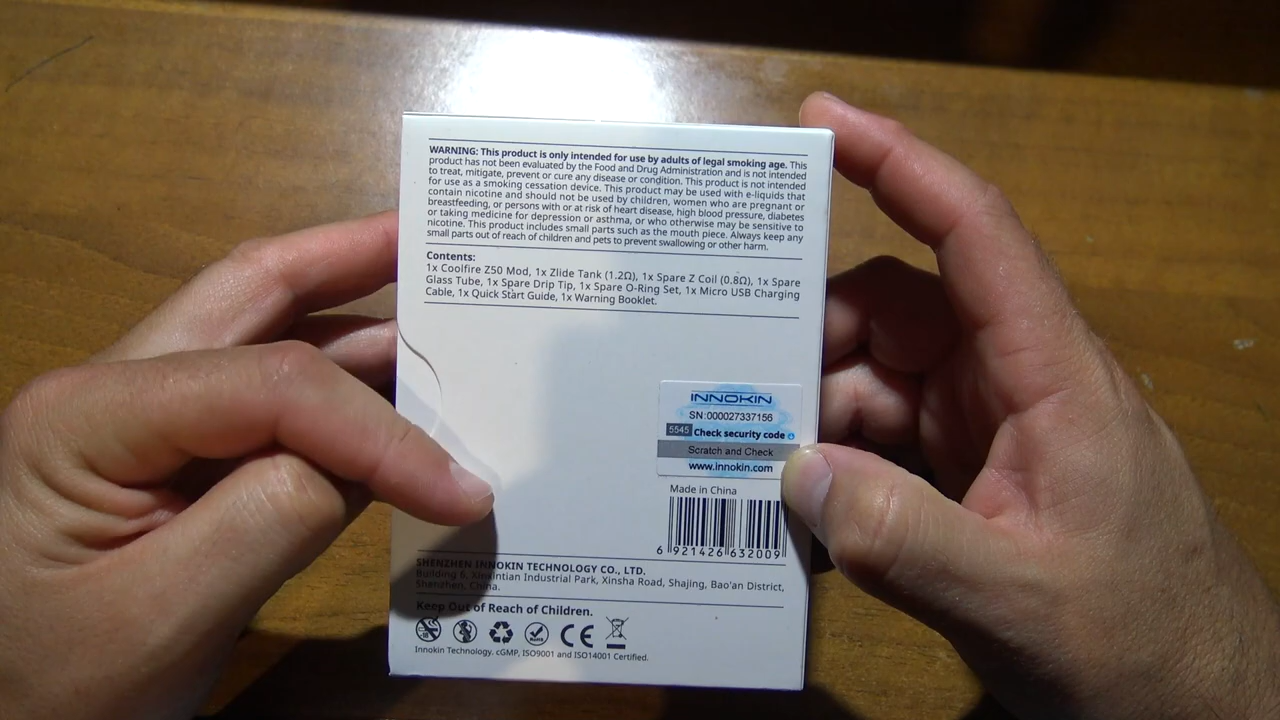 WARNING: This product is only intended for use by adults of legal smoking age. This
product has not been evaluated by the Food and Drug Administration and is not intended
to treat, mitigate, prevent or cure any disease or condition. This product is not intended
for use as a smoking cessation device. This product may be used with e-liquids that
contain nicotine and should not be used by children, women who are pregnant or
breastfeeding, or persons with or at risk of heart disease, high blood pressure, diabetes
or taking medicine for depression or asthma, or who otherwise may be sensitive to
nicotine. This product includes small parts such as the mouth piece. Always keep any
small parts out of reach of children and pets to prevent swallowing or other harm.
Contents:
1x Coolfire Z50 Mod, 1x Zlide Tank (1.2Ω), 1x Spare Z Coil (0.8Ω), 1x Spare
Glass Tube, 1x Spare Drip Tip, 1x Spare O-Ring Set, 1x Micro USB Charging
Cable, 1x Quick Start Guide, 1x Warning Booklet.
INNOKIN
SN:000027337156
5545 Check security code
Scratch and Check
www.innokin.com
Made in China
6 921426 632009
SHENZHEN INNOKIN TECHNOLOGY CO., LTD.
Building 6, Xinxintian Industrial Park, Xinsha Road, Shajing, Bao'an District,
Shenzhen, China.
Keep Out of Reach of Children.
CE
Innokin Technology. cGMP, ISO9001 and ISO14001 Certified.